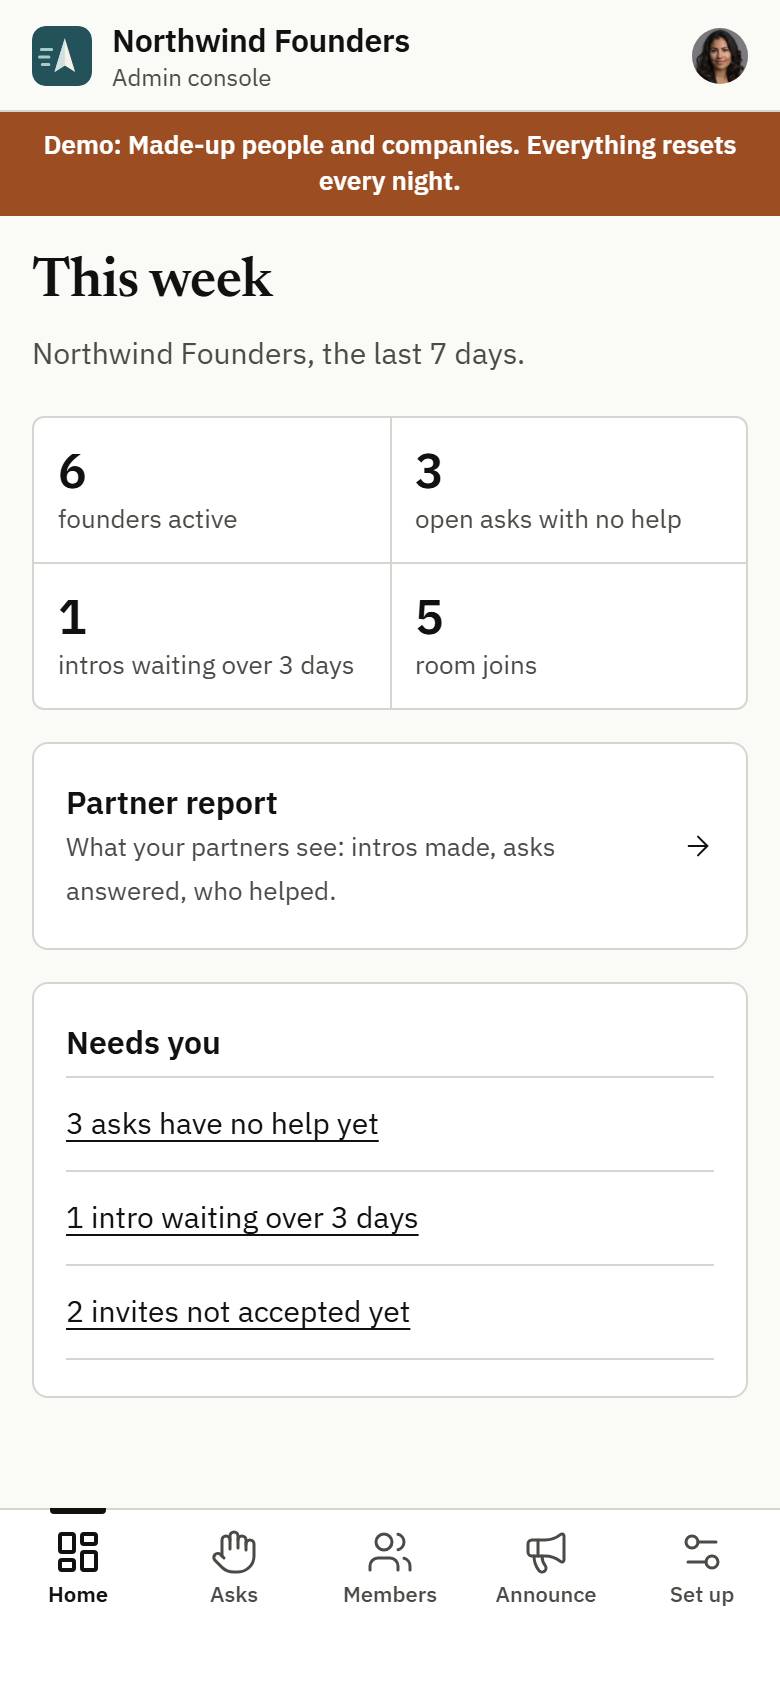 Northwind Founders
Admin console
Demo: Made-up people and companies. Everything resets
every night.
This week
Northwind Founders, the last 7 days.
6
founders active
3
open asks with no help
1
intros waiting over 3 days
5
room joins
Partner report
What your partners see: intros made, asks
answered, who helped.
Needs you
3 asks have no help yet
1 intro waiting over 3 days
2 invites not accepted yet
Home
Asks
Members
Announce
Set up